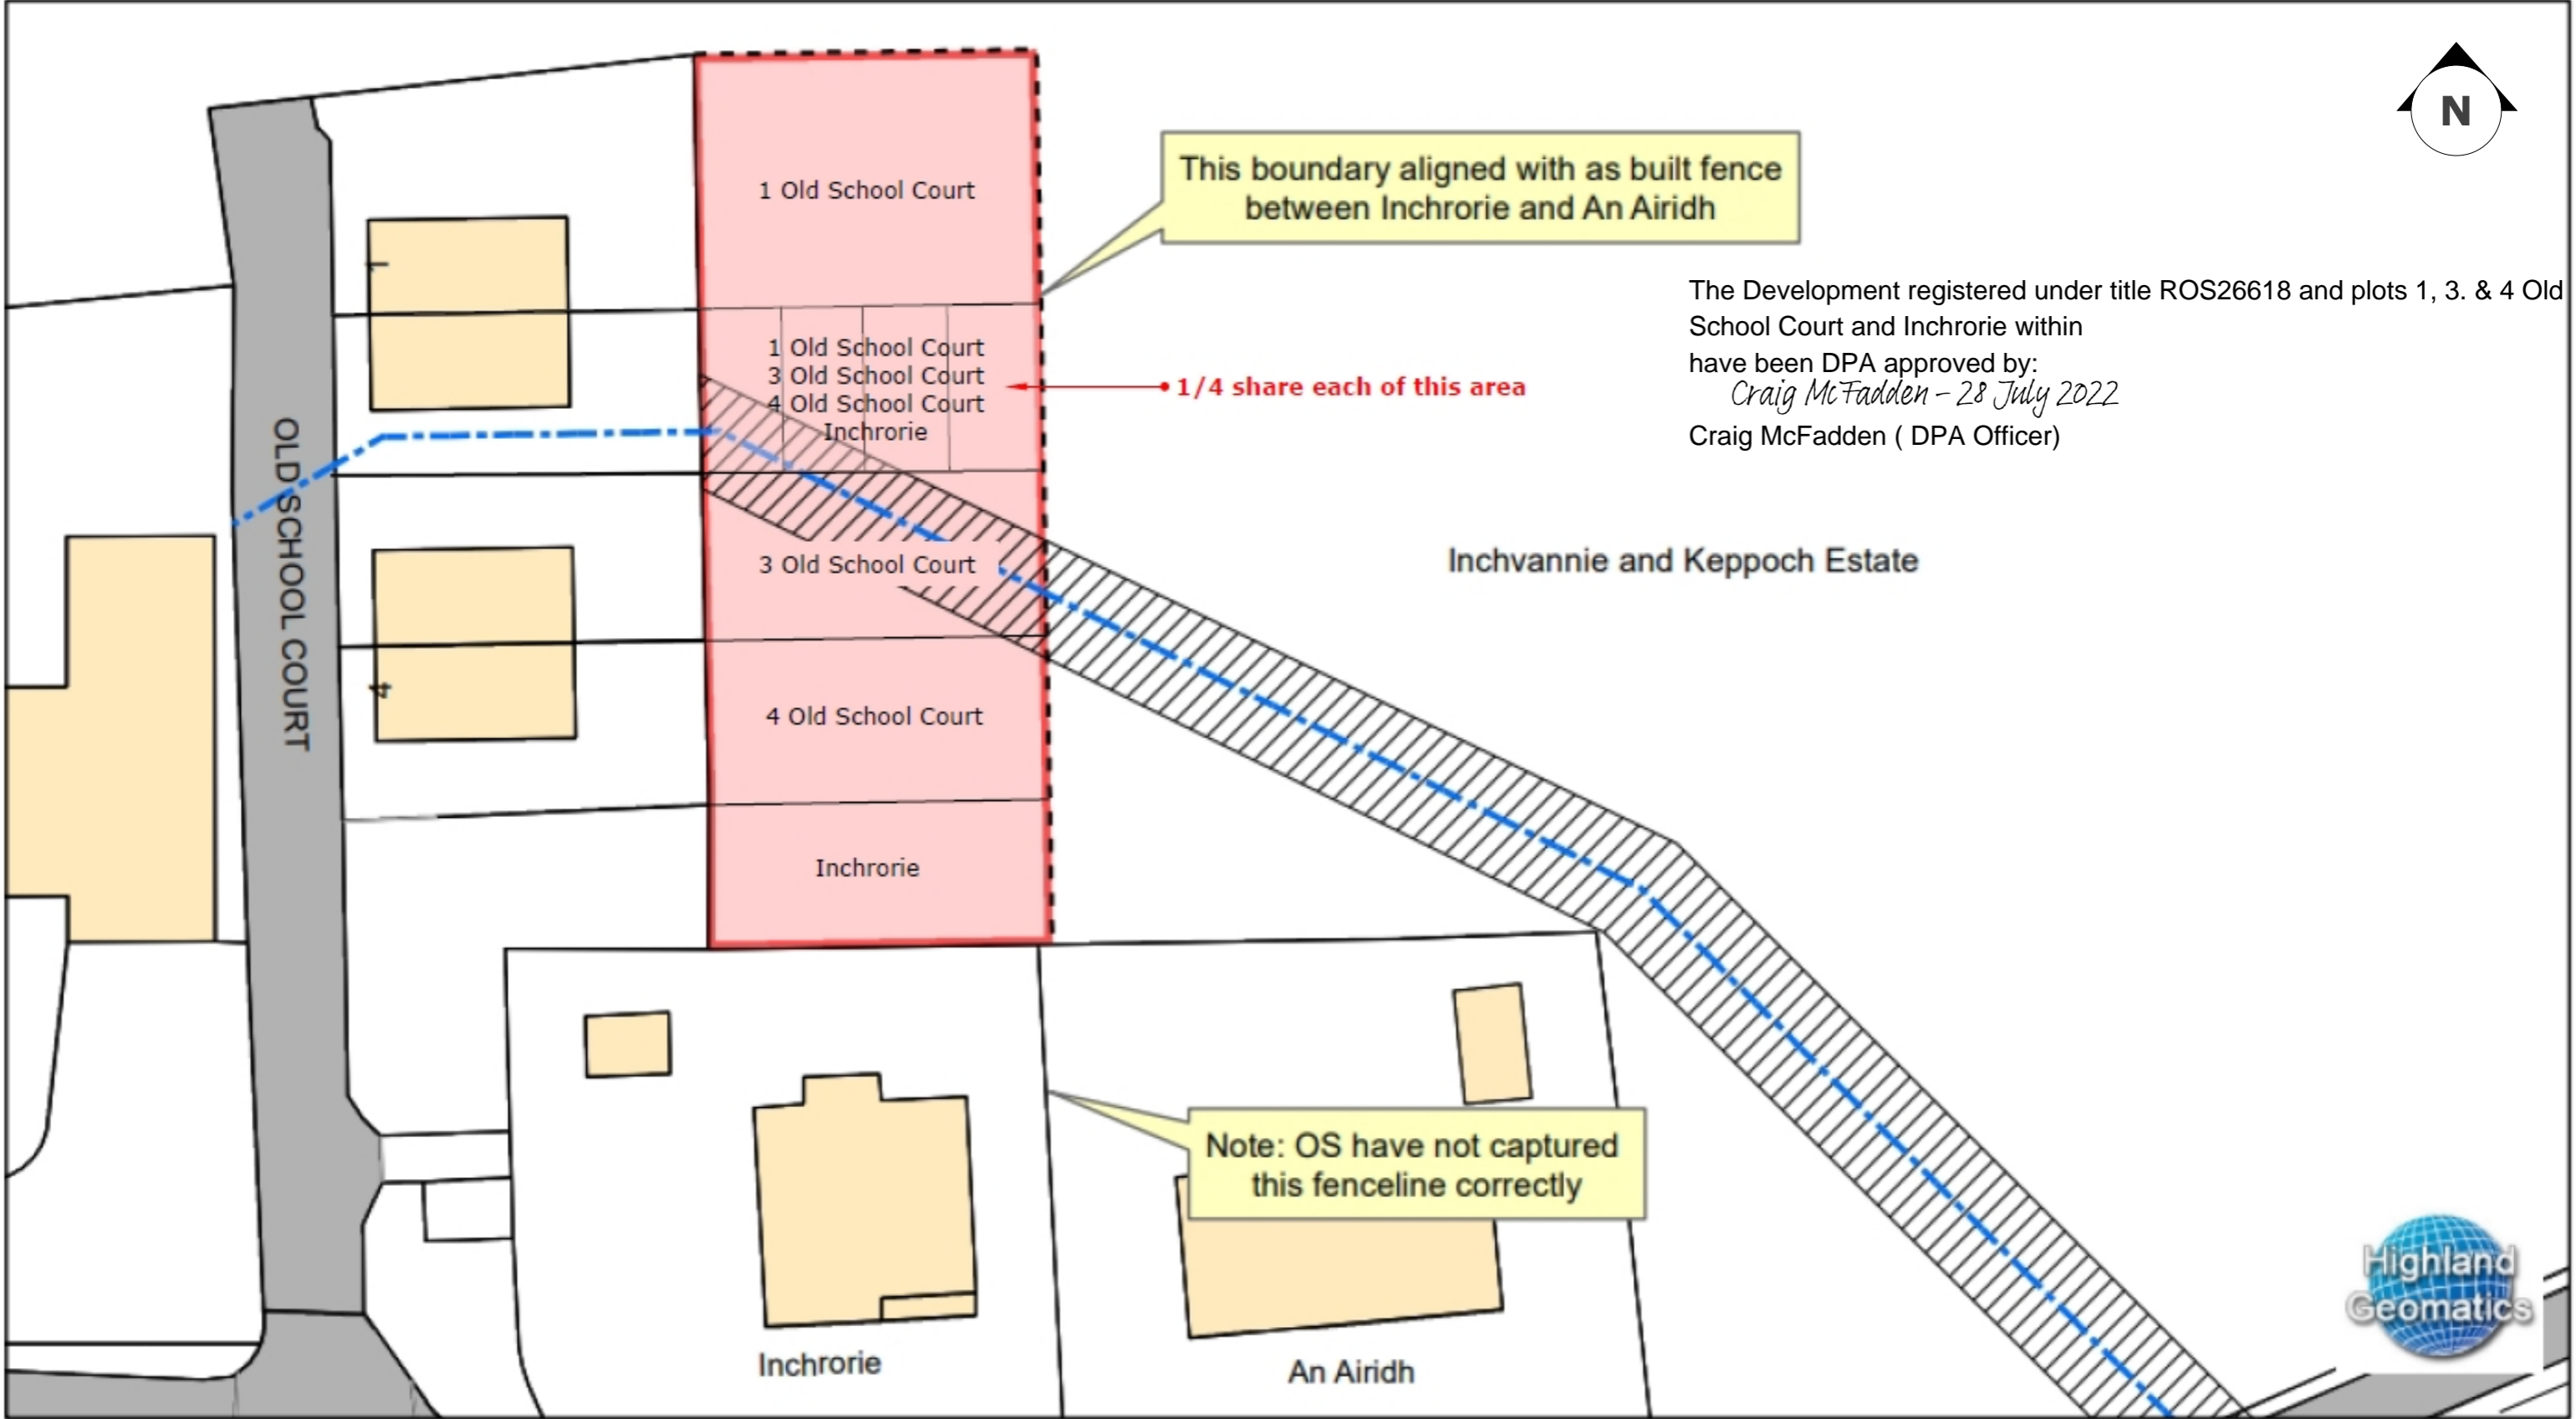 N
1 Old School Court
This boundary aligned with as built fence
between Inchrorie and An Airidh
1
The Development registered under title ROS26618 and plots 1, 3. & 4 Old
School Court and Inchrorie within
have been DPA approved by:
Craig McFadden – 28 July 2022
Craig McFadden ( DPA Officer)
1 Old School Court
3 Old School Court
4 Old School Court
Inchrorie
1/4 share each of this area
OLD SCHOOL COURT
Inchvannie and Keppoch Estate
3 Old School Court
4
4 Old School Court
Inchrorie
Note: OS have not captured
this fenceline correctly
Highland
Geomatics
Inchrorie
An Airidh